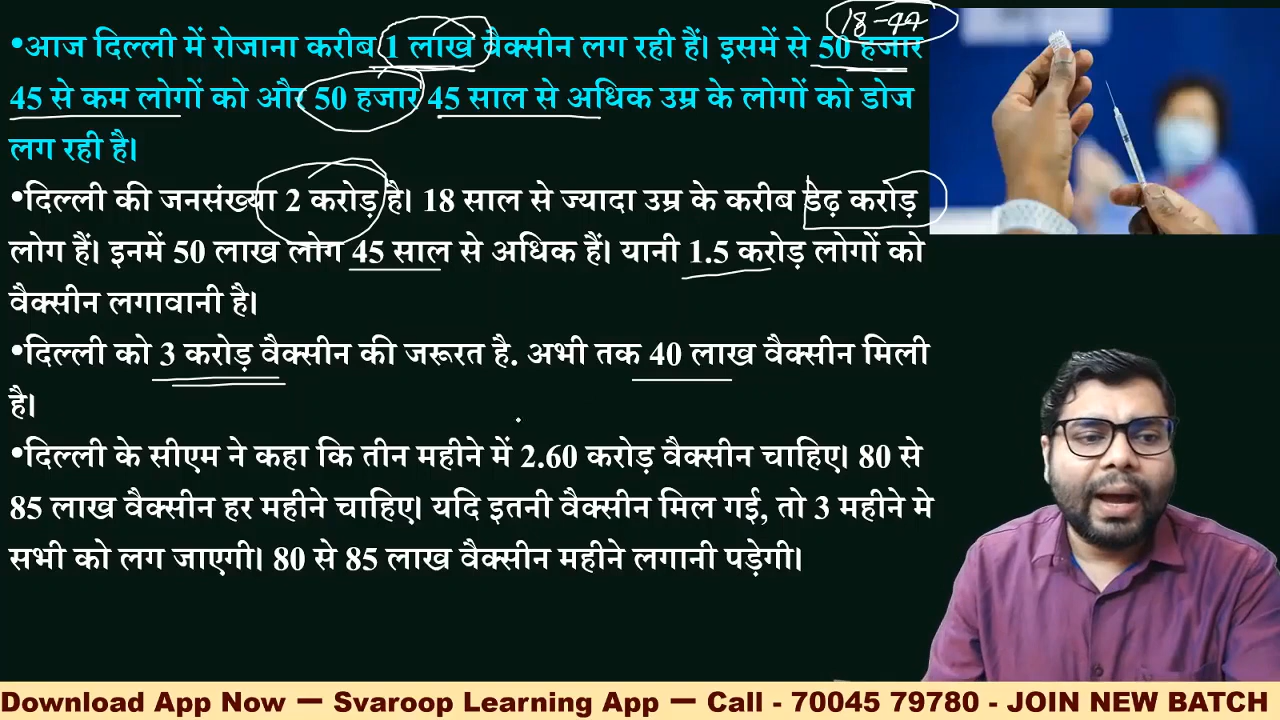 18-44
•आज दिल्ली में रोजाना करीब 1 लाख वैक्सीन लग रही हैं। इसमें से 50 हजार
45 से कम लोगों को और 50 हजार 45 साल से अधिक उम्र के लोगों को डोज
लग रही है।
•दिल्ली की जनसंख्या 2 करोड़ है। 18 साल से ज्यादा उम्र के करीब डेढ़ करोड़
लोग हैं। इनमें 50 लाख लोग 45 साल से अधिक हैं। यानी 1.5 करोड़ लोगों को
वैक्सीन लगावानी है।
•दिल्ली को 3 करोड़ वैक्सीन की जरूरत है. अभी तक 40 लाख वैक्सीन मिली
है।
•दिल्ली के सीएम ने कहा कि तीन महीने में 2.60 करोड़ वैक्सीन चाहिए। 80 से
85 लाख वैक्सीन हर महीने चाहिए। यदि इतनी वैक्सीन मिल गई, तो 3 महीने मे
सभी को लग जाएगी। 80 से 85 लाख वैक्सीन महीने लगानी पड़ेगी।
Download App Now — Svaroop Learning App — Call - 70045 79780 - JOIN NEW BATCH